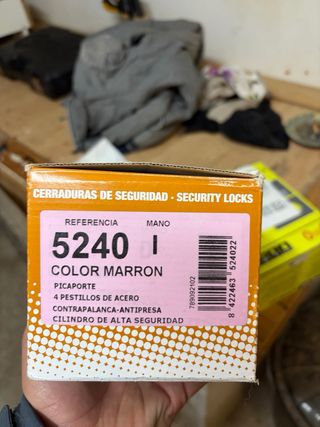 CERRADURAS DE SEGURIDAD - SECURITY LOCKS
REFERENCIA MANO
5240 I
COLOR MARRON
PICAPORTE
4 PESTILLOS DE ACERO
CONTRAPALANCA-ANTIPRESA
CILINDRO DE ALTA SEGURIDAD
789092102
8 422463 524022